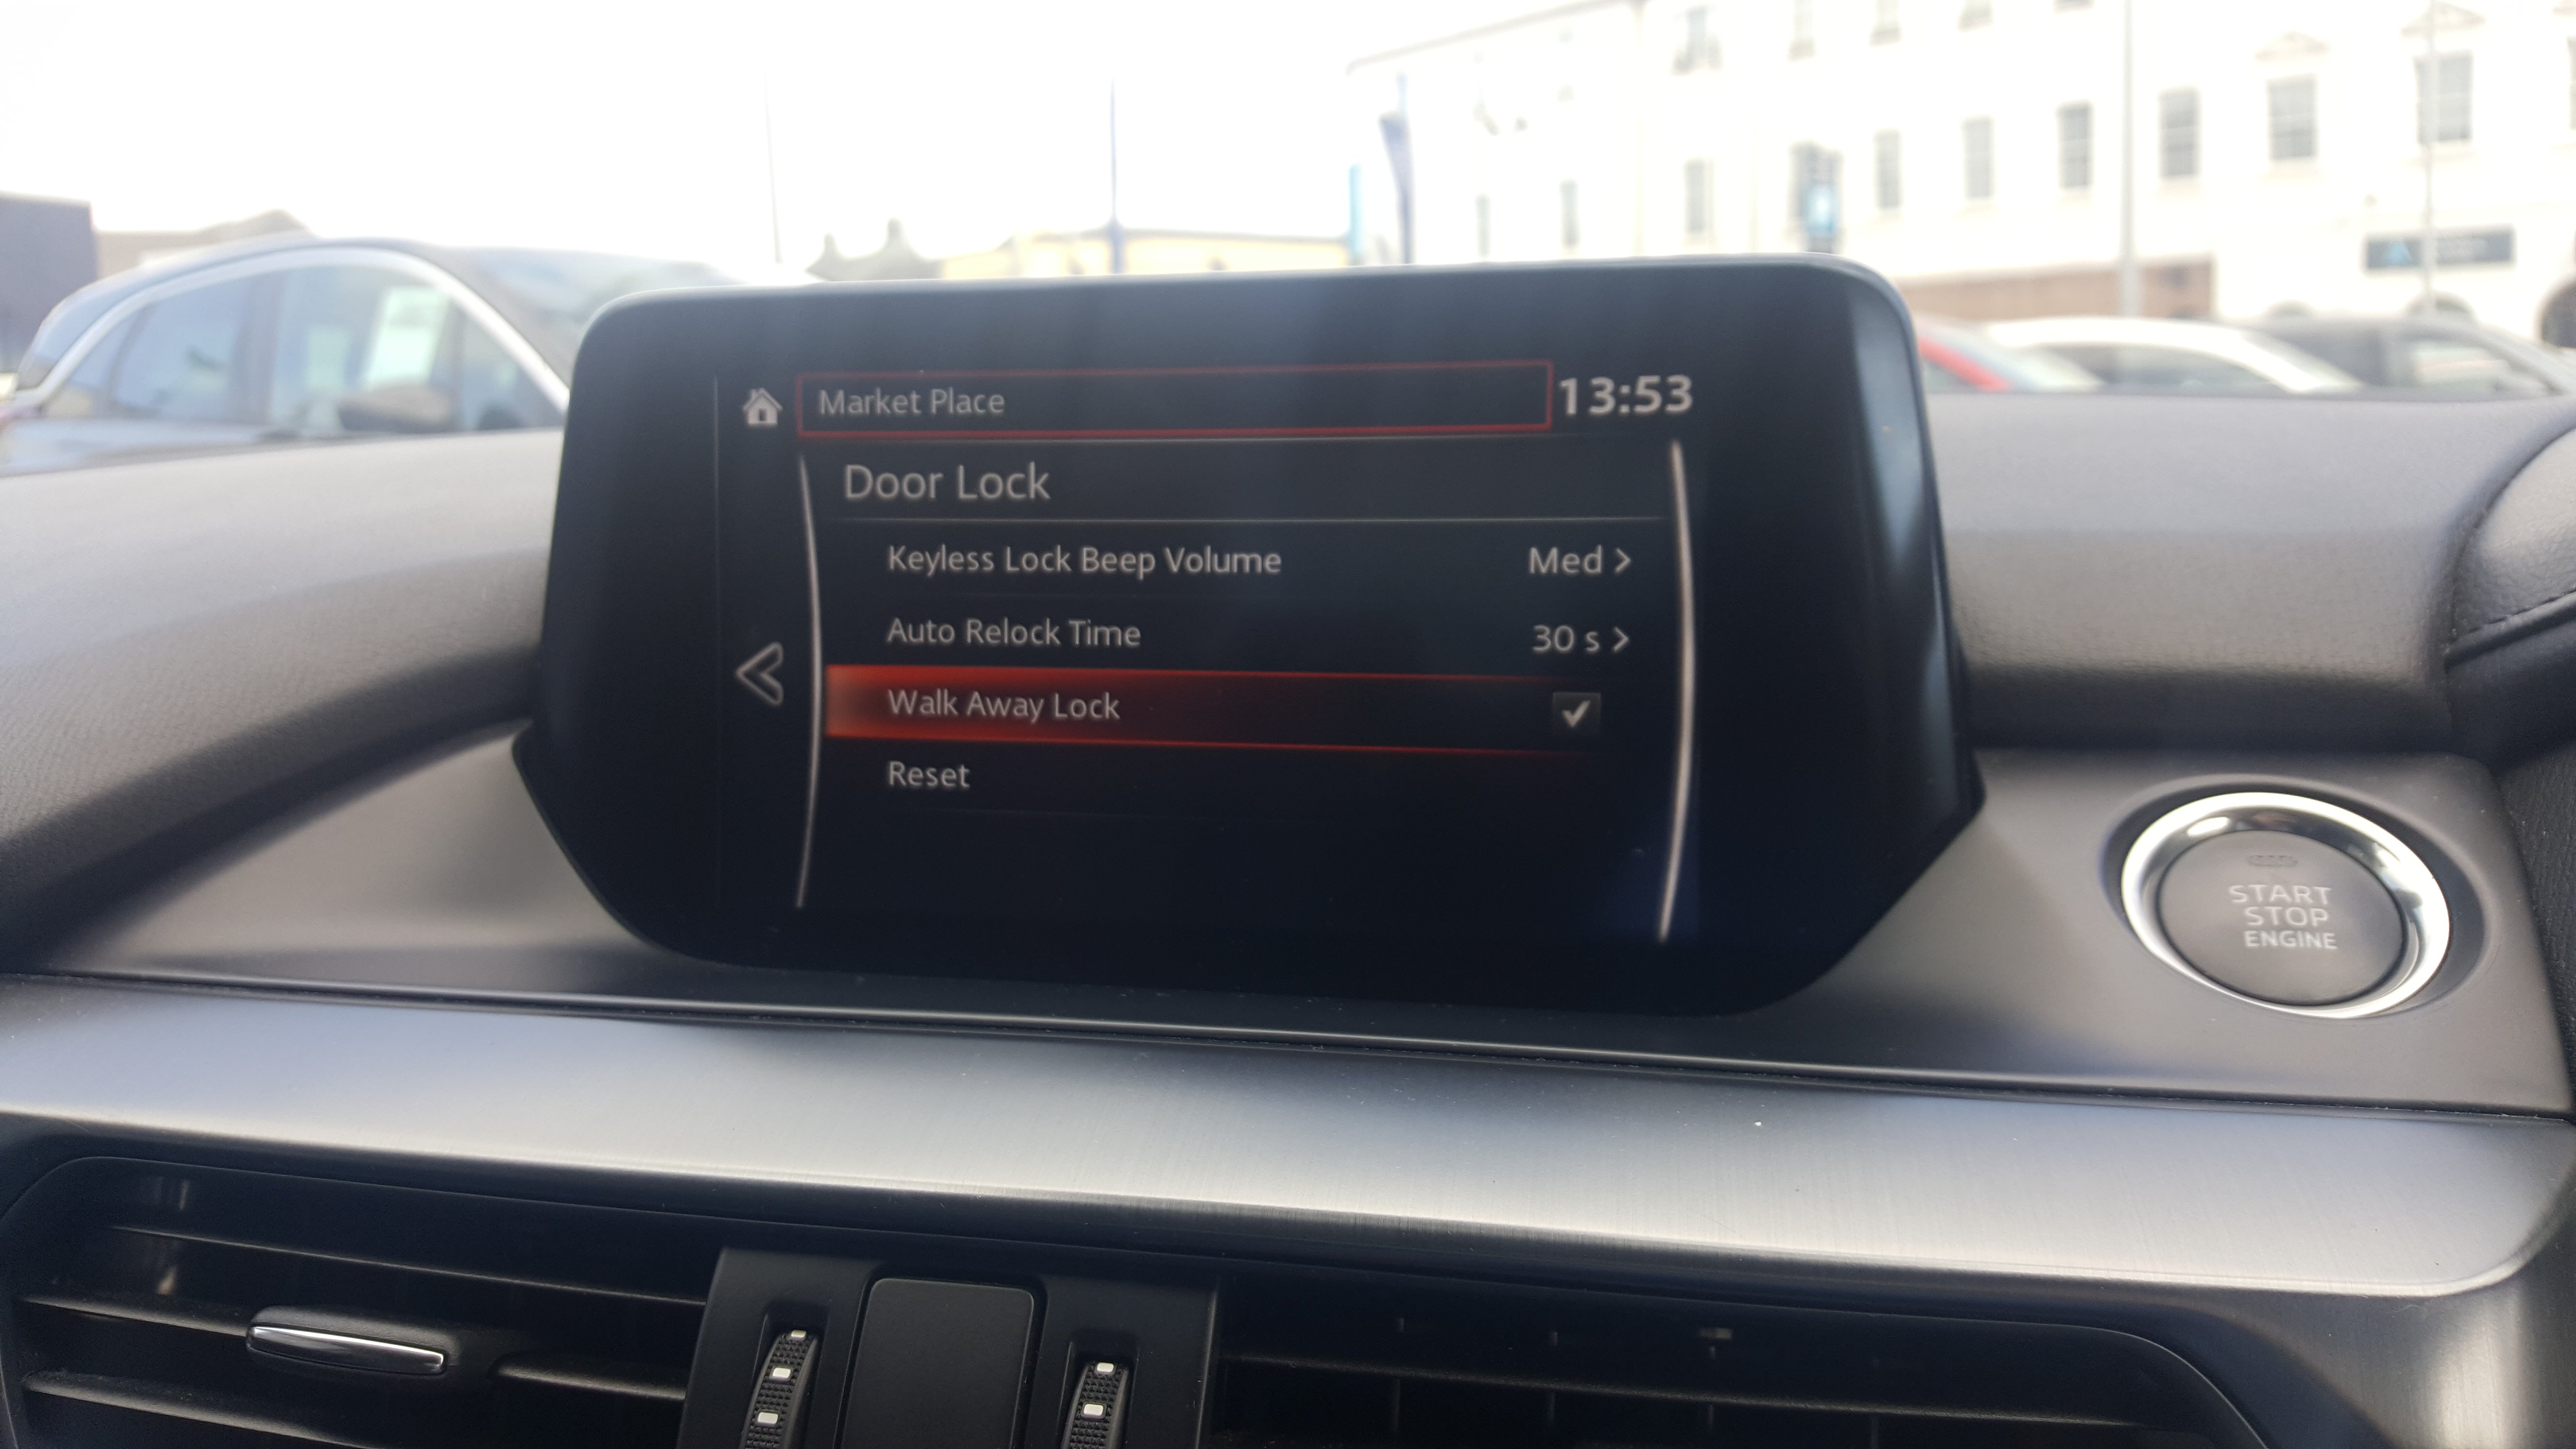 Market Place 13:53
Door Lock
Keyless Lock Beep Volume Med >
Auto Relock Time 30 s >
Walk Away Lock
Reset
START
STOP
ENGINE